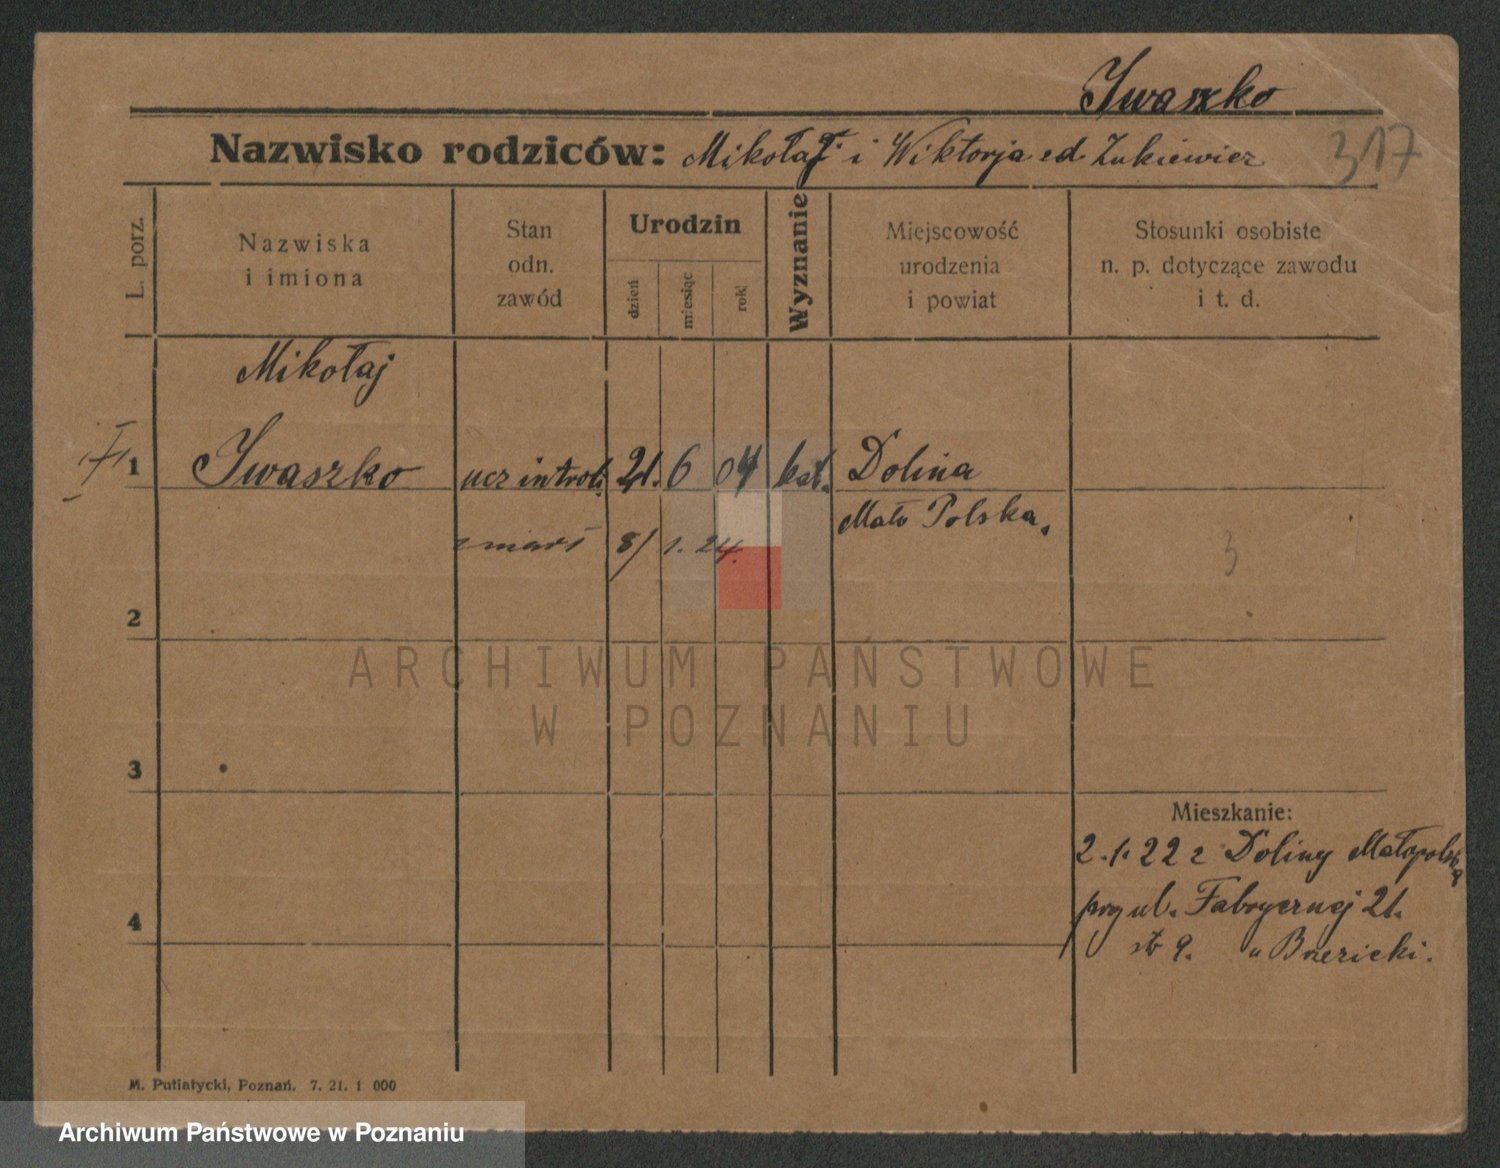 Iwaszko
Nazwisko rodziców: Mikołaj i Wiktorja ed Żukiewicz
317
L. porz.
Nazwiska
i imiona
Stan
odn.
zawód
Urodzin
dzień
miesiąc
rok
Wyznanie
Miejscowość
urodzenia
i powiat
Stosunki osobiste
n. p. dotyczące zawodu
i t. d.
Mikołaj
1 Iwaszko ucz introl. 21. 6 04 kat. Dolina
Mało Polska.
zmarł 8/ 1. 24.
3
2
ARCHIWUM PAŃSTWOWE
W POZNANIU
3
Mieszkanie:
2.1.22 z Doliny Małopolska
przy ul. Fabrycznej 21.
4
u Brzezicki.
M. Putiatycki, Poznań. 7. 21. 1 000
Archiwum Państwowe w Poznaniu